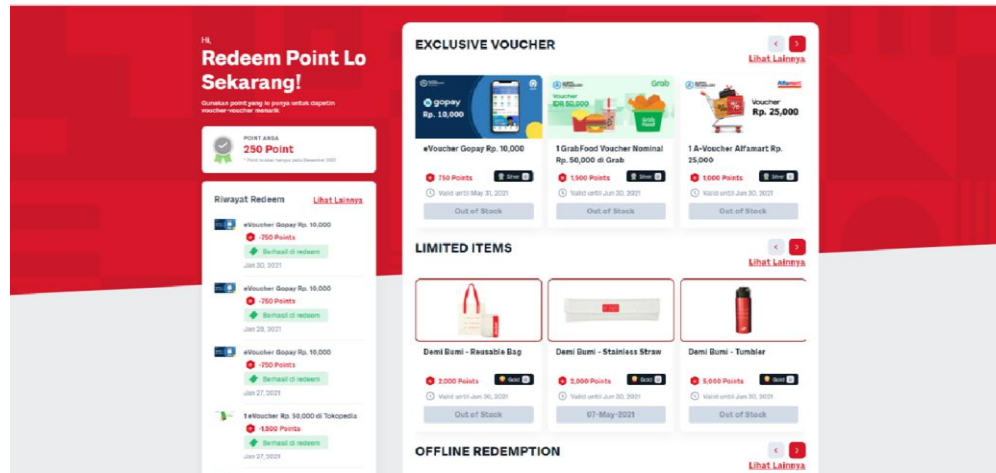 Hi,
Redeem Point Lo
Sekarang!
Gunakan point yang lo punya untuk dapetin
voucher-voucher menarik
POINT ANDA
250 Point
Riwayat Redeem
Lihat Lainnya
eVoucher Gopay Rp. 10,000
-750 Points
Berhasil di redeem
Jan 30, 2021
eVoucher Gopay Rp. 10,000
-750 Points
Berhasil di redeem
Jan 28, 2021
eVoucher Gopay Rp. 10,000
-750 Points
Berhasil di redeem
Jan 27, 2021
1 eVoucher Rp. 50,000 di Tokopedia
Berhasil di redeem
Jan 27, 2021
EXCLUSIVE VOUCHER
Lihat Lainnya
gopay
Rp. 10,000
eVoucher Gopay Rp. 10,000
750 Points
Silver
Valid until May 31, 2021
Out of Stock
Grab
Voucher
IDR 50,000
Grab
Food
1 GrabFood Voucher Nominal
Rp. 50,000 di Grab
1,500 Points
Silver
Valid until Jun 30, 2021
Out of Stock
Alfamart
Voucher
Rp. 25,000
1 A-Voucher Alfamart Rp.
25,000
1,000 Points
Silver
Valid until Jun 30, 2021
Out of Stock
LIMITED ITEMS
Lihat Lainnya
Demi Bumi - Reusable Bag
2,000 Points
Gold
Valid until Jun 30, 2021
Out of Stock
Demi Bumi - Stainless Straw
2,000 Points
Gold
Valid until Jun 30, 2021
07-May-2021
Demi Bumi - Tumbler
5,000 Points
Gold
Valid until Jun 30, 2021
Out of Stock
OFFLINE REDEMPTION
Lihat Lainnya